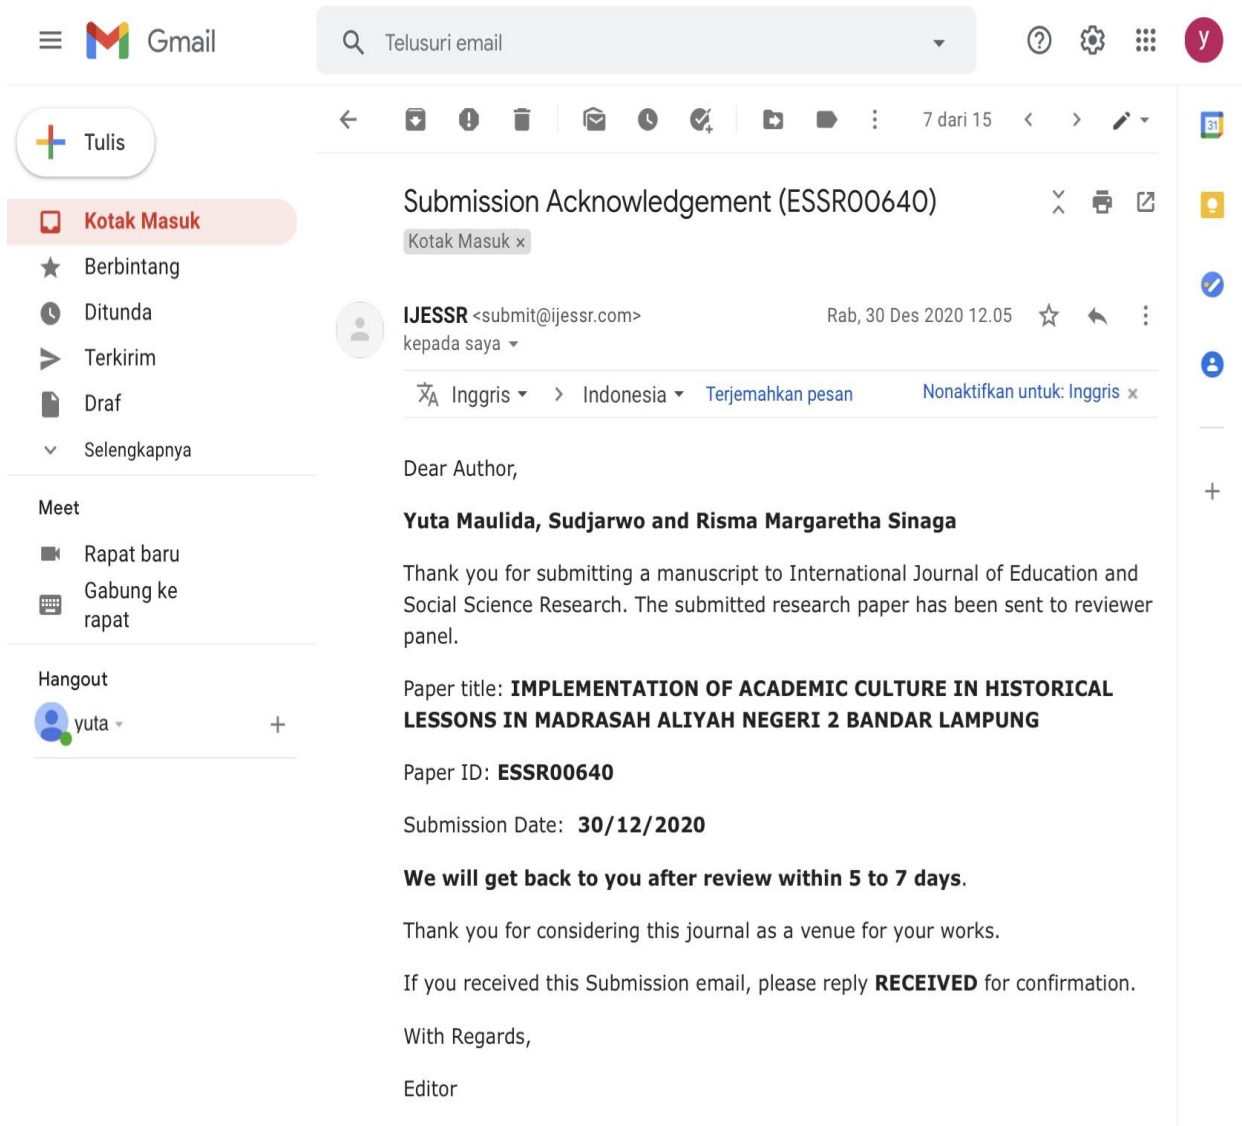 Gmail
Telusuri email
y
Tulis
7 dari 15
31
Kotak Masuk
Berbintang
Ditunda
Terkirim
Draf
Selengkapnya
Meet
Rapat baru
Gabung ke
rapat
Hangout
yuta
Submission Acknowledgement (ESSR00640)
Kotak Masuk x
IJESSR <submit@ijessr.com>
Rab, 30 Des 2020 12.05
kepada saya
Inggris > Indonesia Terjemahkan pesan Nonaktifkan untuk: Inggris x
Dear Author,
Yuta Maulida, Sudjarwo and Risma Margaretha Sinaga
Thank you for submitting a manuscript to International Journal of Education and
Social Science Research. The submitted research paper has been sent to reviewer
panel.
Paper title: IMPLEMENTATION OF ACADEMIC CULTURE IN HISTORICAL
LESSONS IN MADRASAH ALIYAH NEGERI 2 BANDAR LAMPUNG
Paper ID: ESSR00640
Submission Date: 30/12/2020
We will get back to you after review within 5 to 7 days.
Thank you for considering this journal as a venue for your works.
If you received this Submission email, please reply RECEIVED for confirmation.
With Regards,
Editor